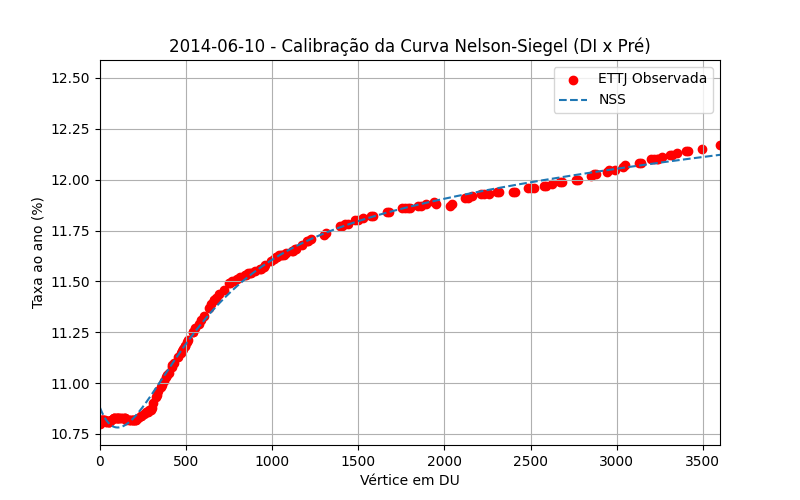 2014-06-10 - Calibração da Curva Nelson-Siegel (DI x Pré)
12.50
12.25
12.00
11.75
11.50
11.25
11.00
10.75
Taxa ao ano (%)
ETTJ Observada
NSS
0 500 1000 1500 2000 2500 3000 3500
Vértice em DU